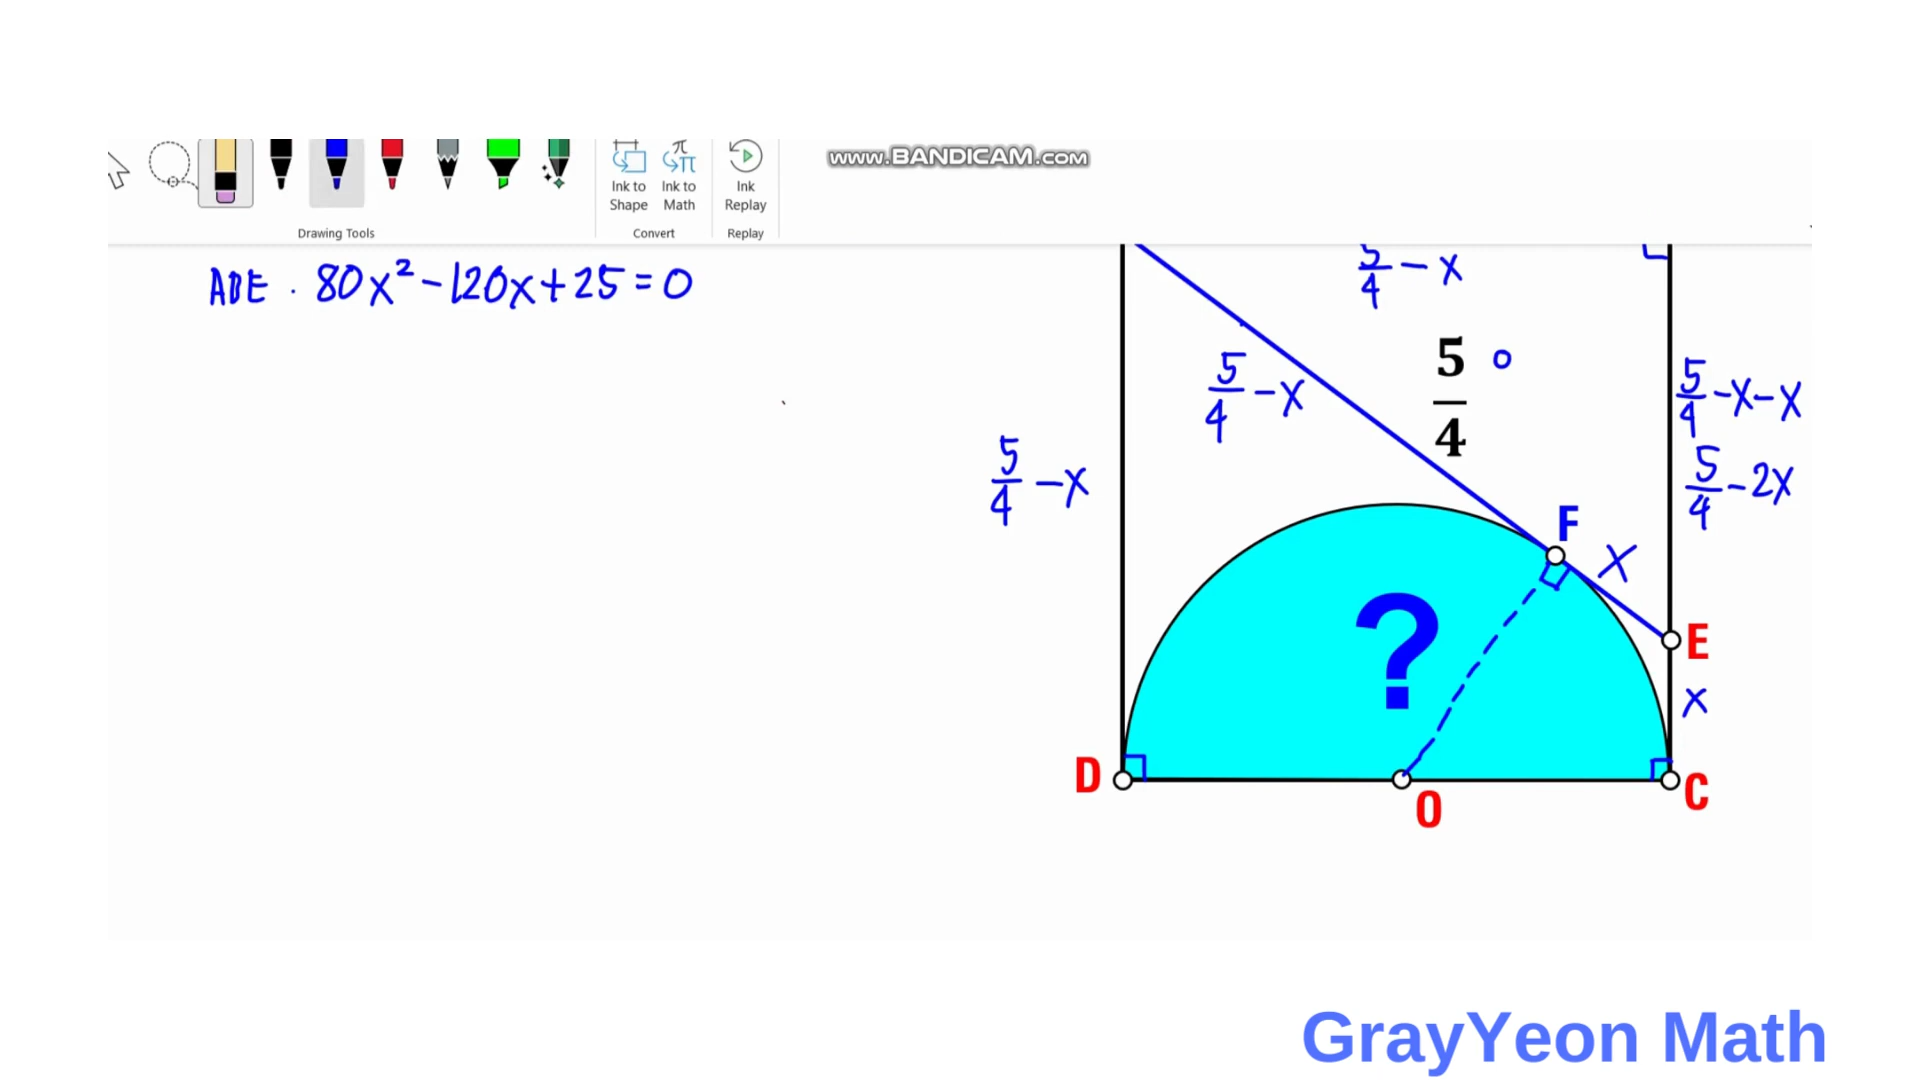 www.BANDICAM.com
Ink to Shape
Ink to Math
Ink Replay
Drawing Tools
Convert
Replay
ABE . 80x² - 120x + 25 = 0
5/4 - x
5/4
5/4 - x
5/4 - x
5/4 - x - x
5/4 - 2x
F
x
?
E
x
D
O
C
GrayYeon Math